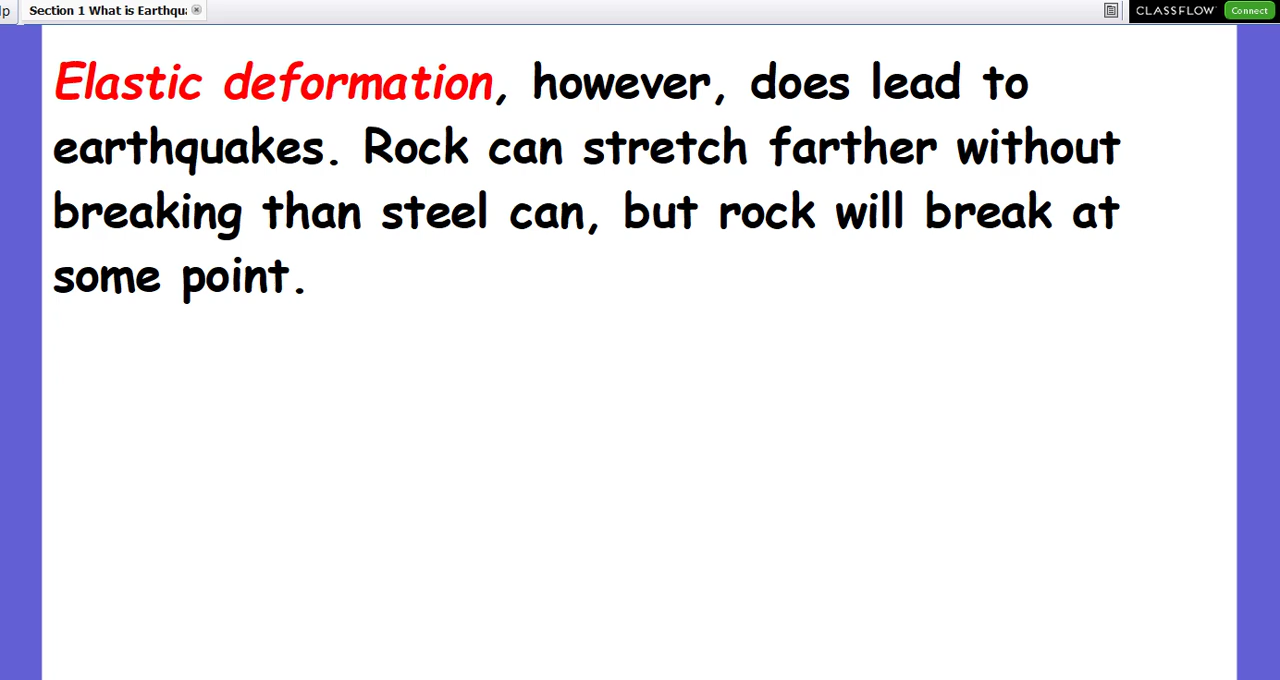 lp Section 1 What is Earthqu CLASSFLOW Connect
Elastic deformation, however, does lead to
earthquakes. Rock can stretch farther without
breaking than steel can, but rock will break at
some point.